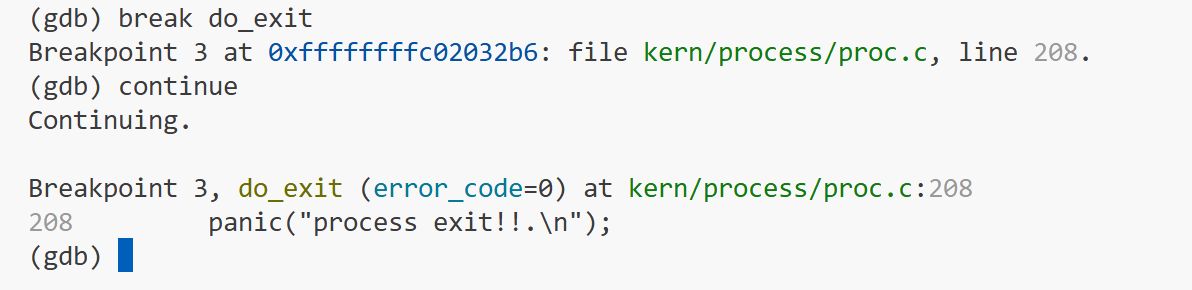 (gdb) break do_exit
Breakpoint 3 at 0xffffffffc02032b6: file kern/process/proc.c, line 208.
(gdb) continue
Continuing.

Breakpoint 3, do_exit (error_code=0) at kern/process/proc.c:208
208         panic("process exit!!.\n");
(gdb)